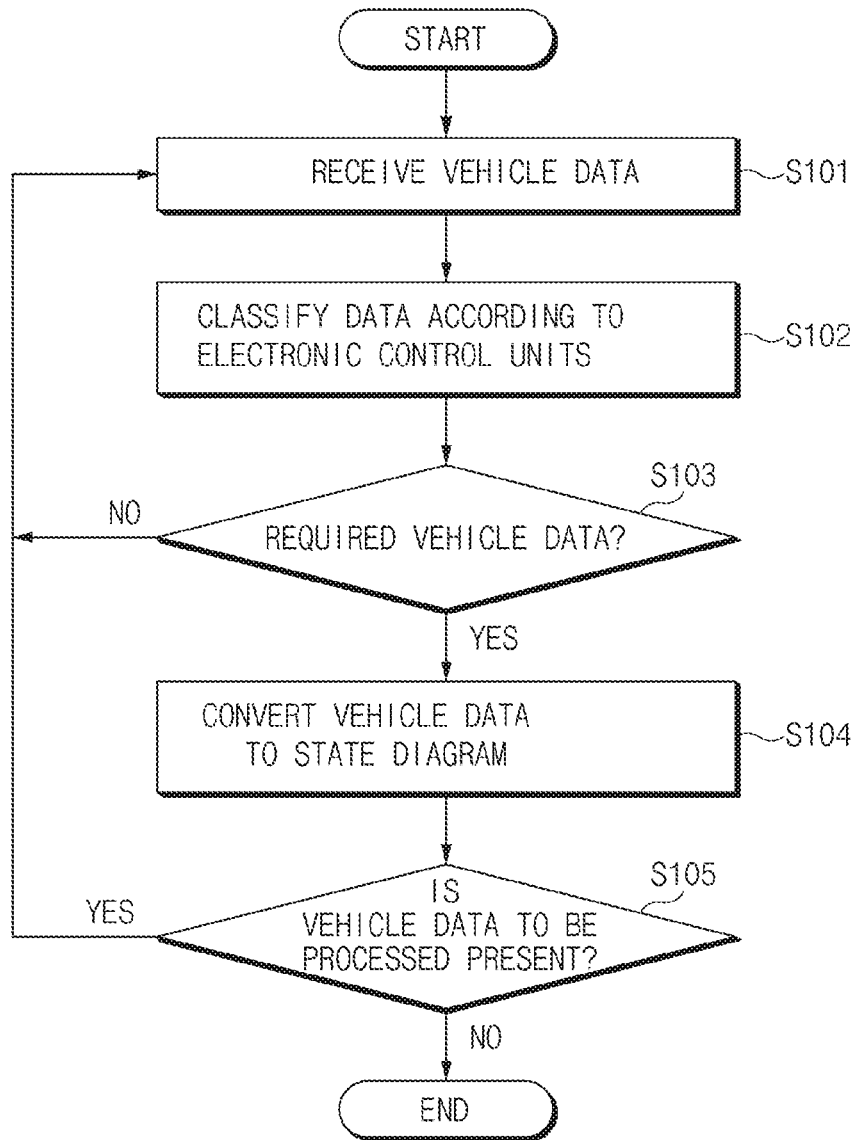 START
RECEIVE VEHICLE DATA
S101
CLASSIFY DATA ACCORDING TO
ELECTRONIC CONTROL UNITS
S102
S103
NO
REQUIRED VEHICLE DATA?
YES
CONVERT VEHICLE DATA
TO STATE DIAGRAM
S104
S105
YES
IS
VEHICLE DATA TO BE
PROCESSED PRESENT?
NO
END